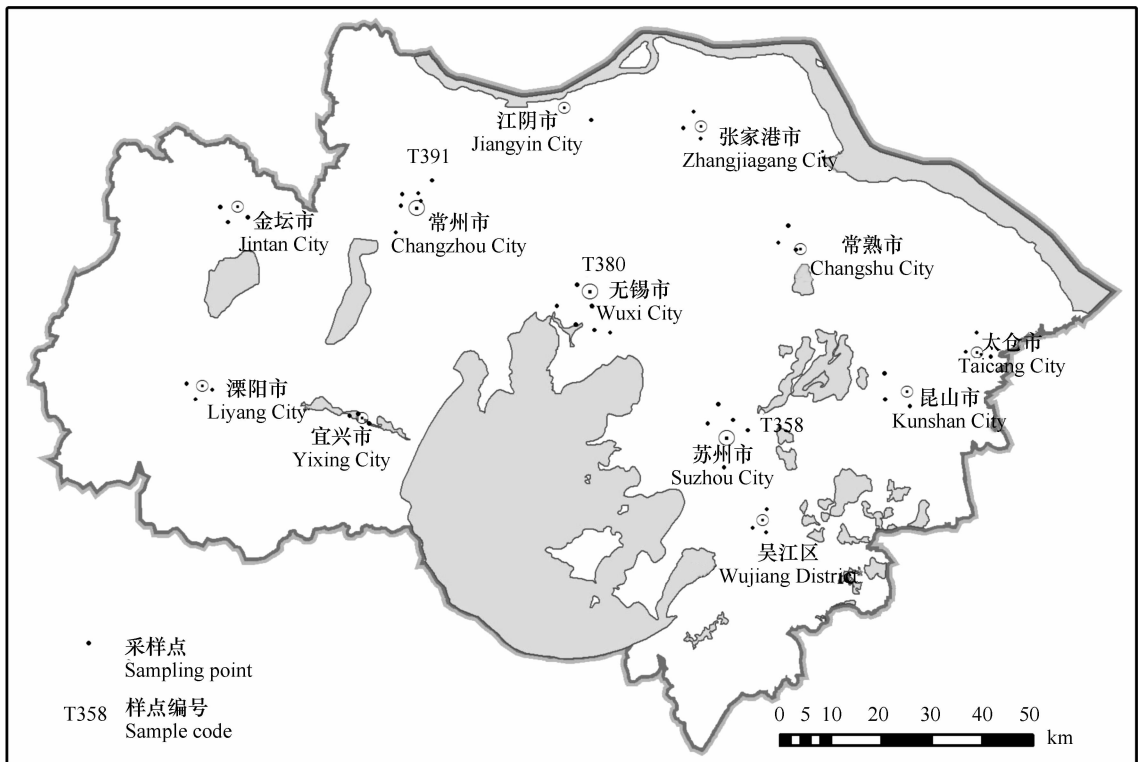 江阴市
Jiangyin City
张家港市
Zhangjiagang City
T391
金坛市
Jintan City
常州市
Changzhou City
常熟市
Changshu City
T380
无锡市
Wuxi City
太仓市
Taicang City
溧阳市
Liyang City
昆山市
Kunshan City
宜兴市
Yixing City
T358
苏州市
Suzhou City
吴江区
Wujiang District
采样点
Sampling point
T358
样点编号
Sample code
0 5 10 20 30 40 50
km